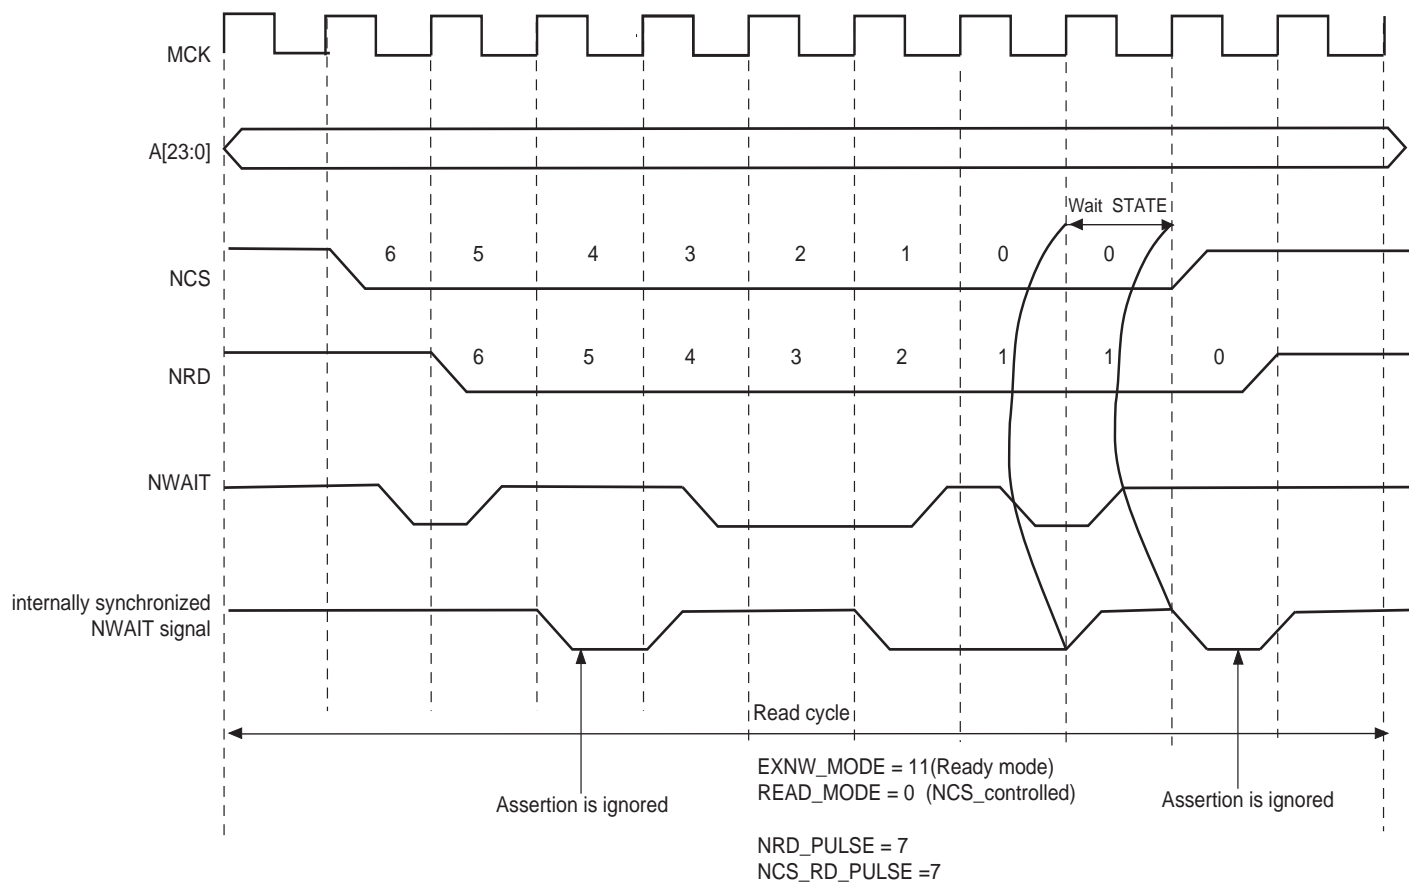 MCK
A[23:0]
Wait STATE
NCS
6 5 4 3 2 1 0 0
NRD
6 5 4 3 2 1 1 0
NWAIT
internally synchronized
NWAIT signal
Read cycle
EXNW_MODE = 11(Ready mode)
READ_MODE = 0 (NCS_controlled)
Assertion is ignored
Assertion is ignored
NRD_PULSE = 7
NCS_RD_PULSE =7